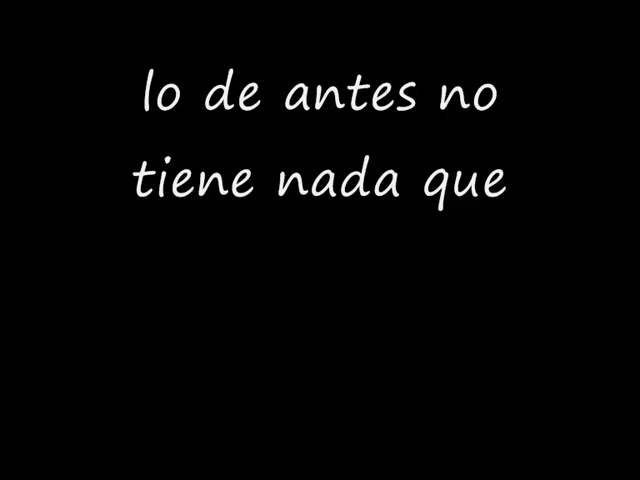 lo de antes no
tiene nada que